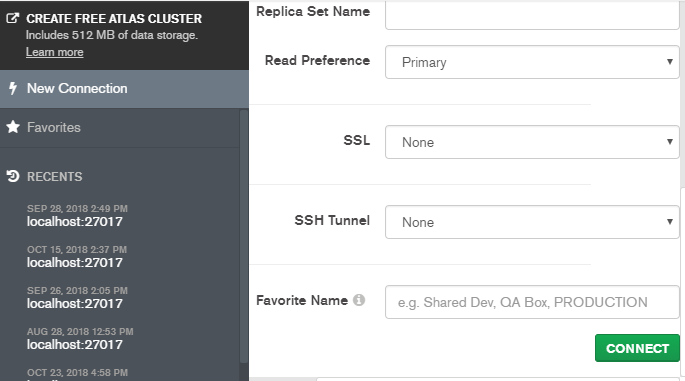 CREATE FREE ATLAS CLUSTER
Includes 512 MB of data storage.
Learn more
New Connection
Favorites
RECENTS
SEP 28, 2018 2:49 PM
localhost:27017
OCT 15, 2018 2:37 PM
localhost:27017
SEP 26, 2018 2:05 PM
localhost:27017
AUG 28, 2018 12:53 PM
localhost:27017
OCT 23, 2018 4:58 PM
Replica Set Name
Read Preference
Primary
SSL
None
SSH Tunnel
None
Favorite Name
e.g. Shared Dev, QA Box, PRODUCTION
CONNECT